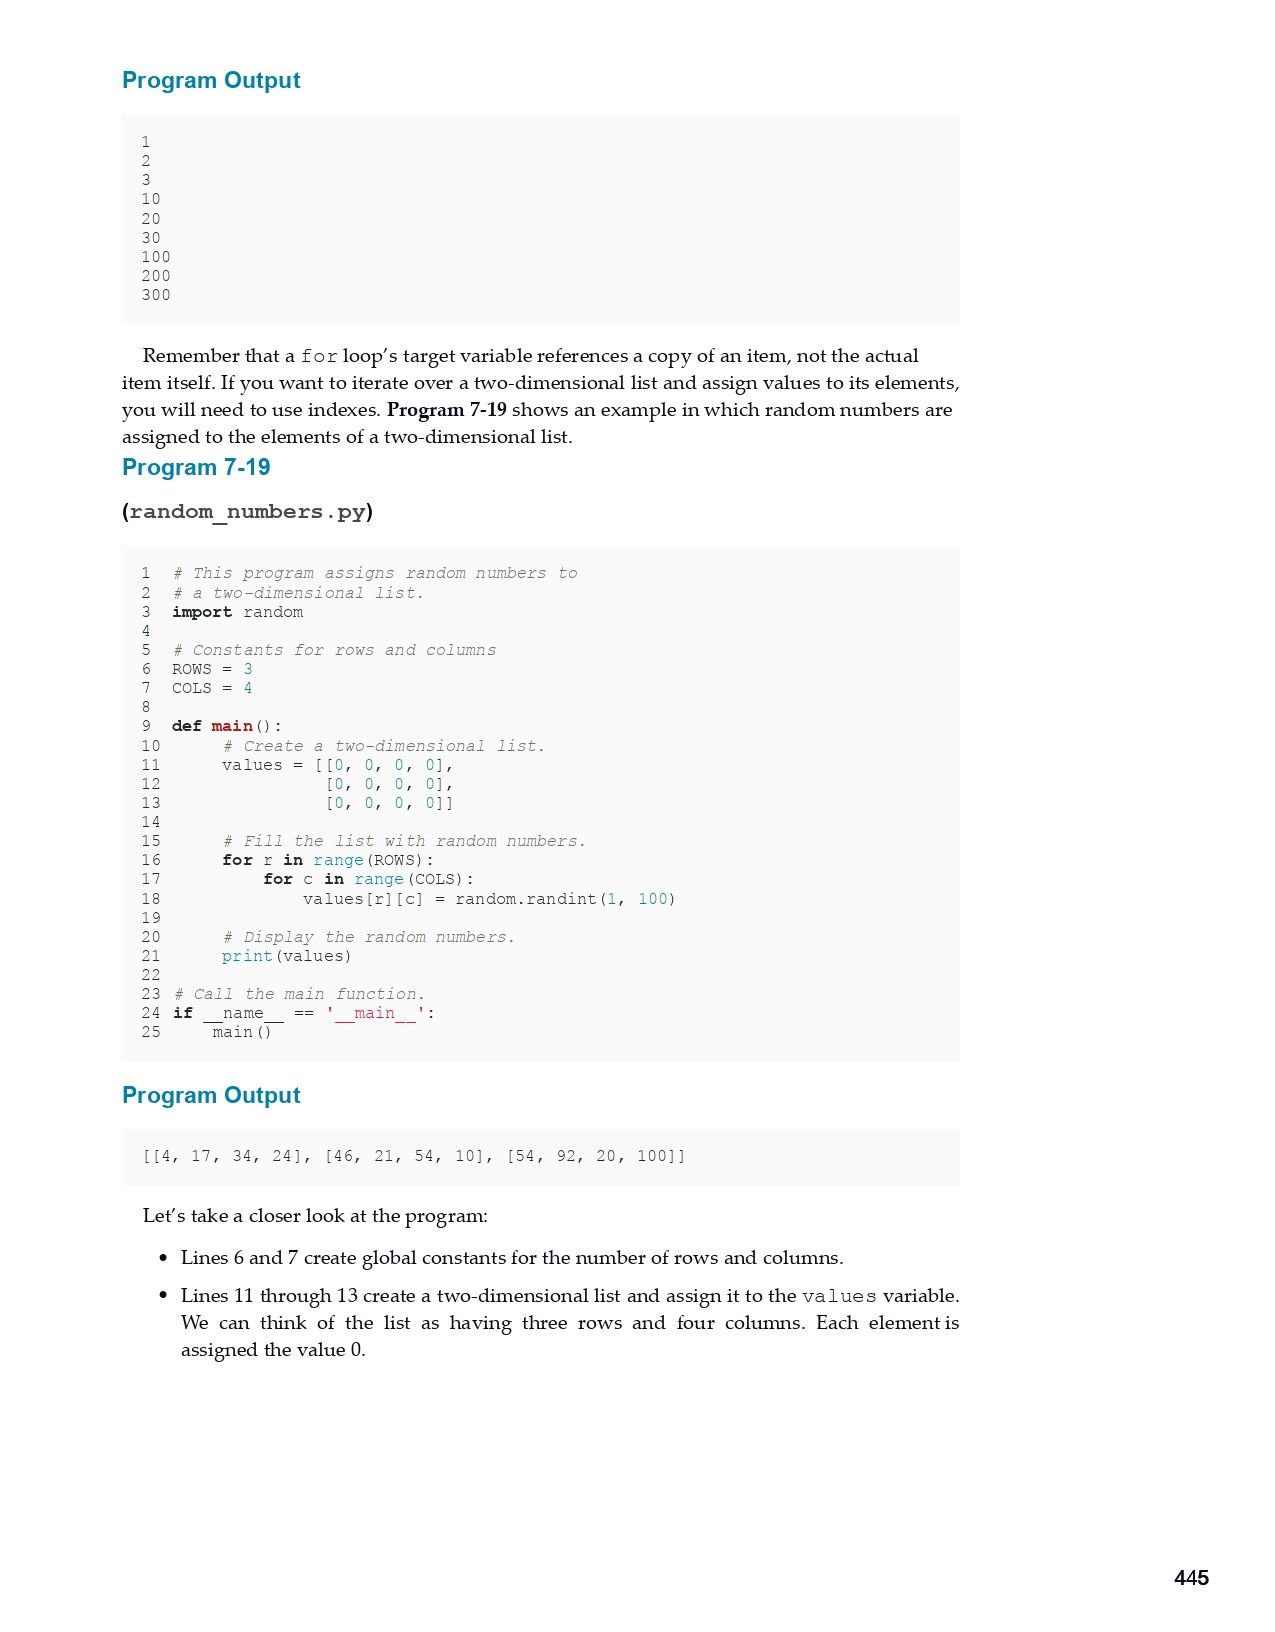 Program Output
1
2
3
10
20
30
100
200
300
Remember that a for loop’s target variable references a copy of an item, not the actual
item itself. If you want to iterate over a two-dimensional list and assign values to its elements,
you will need to use indexes. Program 7-19 shows an example in which random numbers are
assigned to the elements of a two-dimensional list.
Program 7-19
(random_numbers.py)
1  # This program assigns random numbers to
2  # a two-dimensional list.
3  import random
4
5  # Constants for rows and columns
6  ROWS = 3
7  COLS = 4
8
9  def main():
10      # Create a two-dimensional list.
11      values = [[0, 0, 0, 0],
12                [0, 0, 0, 0],
13                [0, 0, 0, 0]]
14
15      # Fill the list with random numbers.
16      for r in range(ROWS):
17          for c in range(COLS):
18              values[r][c] = random.randint(1, 100)
19
20      # Display the random numbers.
21      print(values)
22
23 # Call the main function.
24 if __name__ == '__main__':
25     main()
Program Output
[[4, 17, 34, 24], [46, 21, 54, 10], [54, 92, 20, 100]]
Let’s take a closer look at the program:
• Lines 6 and 7 create global constants for the number of rows and columns.
• Lines 11 through 13 create a two-dimensional list and assign it to the values variable.
We can think of the list as having three rows and four columns. Each element is
assigned the value 0.
445